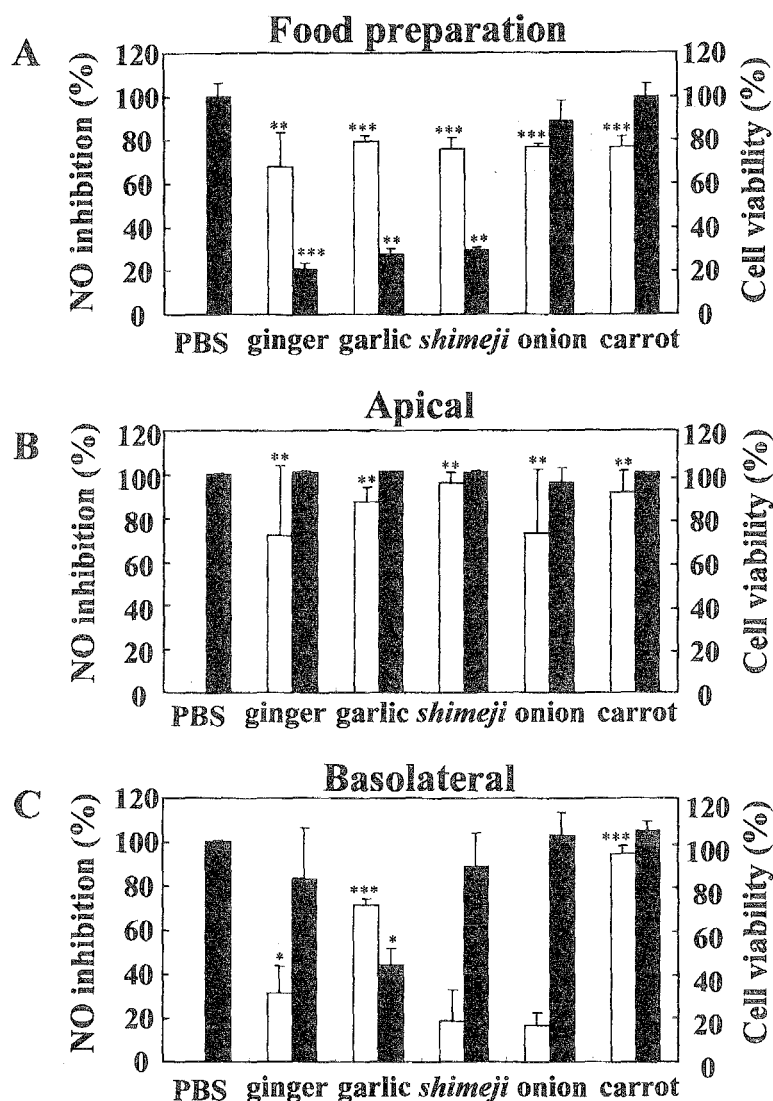 A
Food preparation
NO inhibition (%)
Cell viability (%)
120
100
80
60
40
20
0
120
100
80
60
40
20
0
** *** *** *** ***
*** ** **
PBS ginger garlic shimeji onion carrot
B
Apical
NO inhibition (%)
Cell viability (%)
120
100
80
60
40
20
0
120
100
80
60
40
20
0
** ** ** ** **
PBS ginger garlic shimeji onion carrot
C
Basolateral
NO inhibition (%)
Cell viability (%)
120
100
80
60
40
20
0
120
100
80
60
40
20
0
* *** * ***
PBS ginger garlic shimeji onion carrot